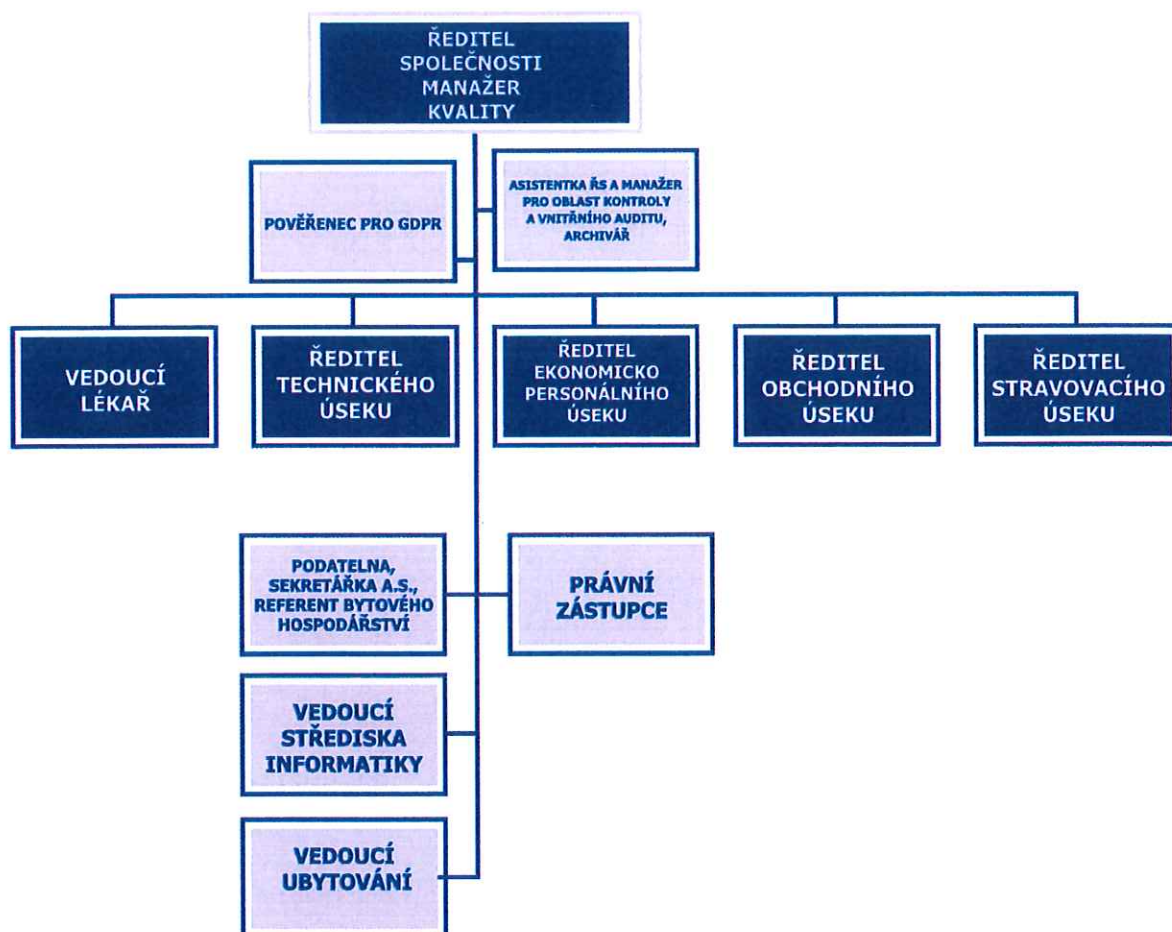 ŘEDITEL
SPOLEČNOSTI
MANAŽER
KVALITY
POVĚŘENEC PRO GDPR
ASISTENTKA ŘS A MANAŽER
PRO OBLAST KONTROLY
A VNITŘNÍHO AUDITU,
ARCHIVÁŘ
VEDOUCÍ
LÉKAŘ
ŘEDITEL
TECHNICKÉHO
ÚSEKU
ŘEDITEL
EKONOMICKO
PERSONÁLNÍHO
ÚSEKU
ŘEDITEL
OBCHODNÍHO
ÚSEKU
ŘEDITEL
STRAVOVACÍHO
ÚSEKU
PODATELNA,
SEKRETÁŘKA A.S.,
REFERENT BYTOVÉHO
HOSPODÁŘSTVÍ
PRÁVNÍ
ZÁSTUPCE
VEDOUCÍ
STŘEDISKA
INFORMATIKY
VEDOUCÍ
UBYTOVÁNÍ